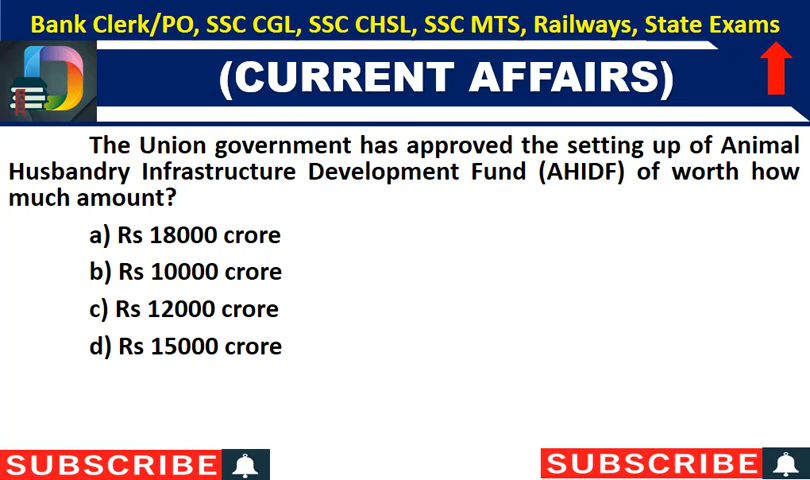 Bank Clerk/PO, SSC CGL, SSC CHSL, SSC MTS, Railways, State Exams
(CURRENT AFFAIRS)
The Union government has approved the setting up of Animal
Husbandry Infrastructure Development Fund (AHIDF) of worth how
much amount?
a) Rs 18000 crore
b) Rs 10000 crore
c) Rs 12000 crore
d) Rs 15000 crore
SUBSCRIBE
SUBSCRIBE